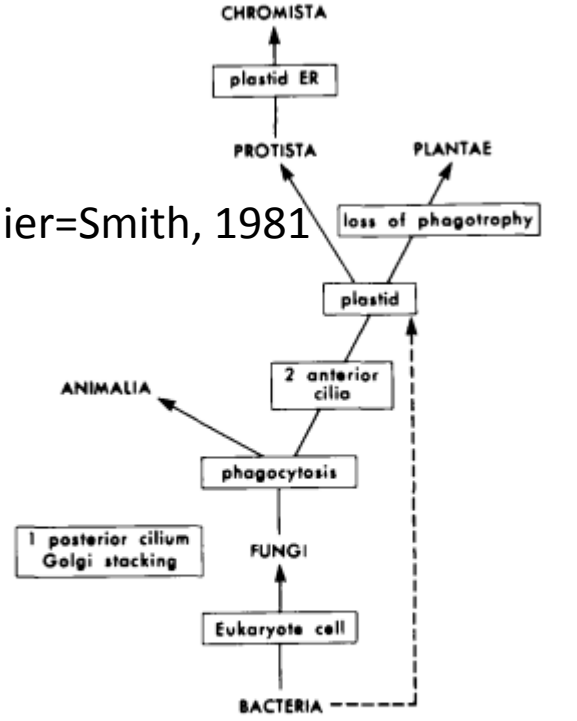 CHROMISTA
plastid ER
PROTISTA
PLANTAE
ier=Smith, 1981
loss of phagotrophy
plastid
2 anterior
cilia
ANIMALIA
phagocytosis
1 posterior cilium
Golgi stacking
FUNGI
Eukaryote cell
BACTERIA